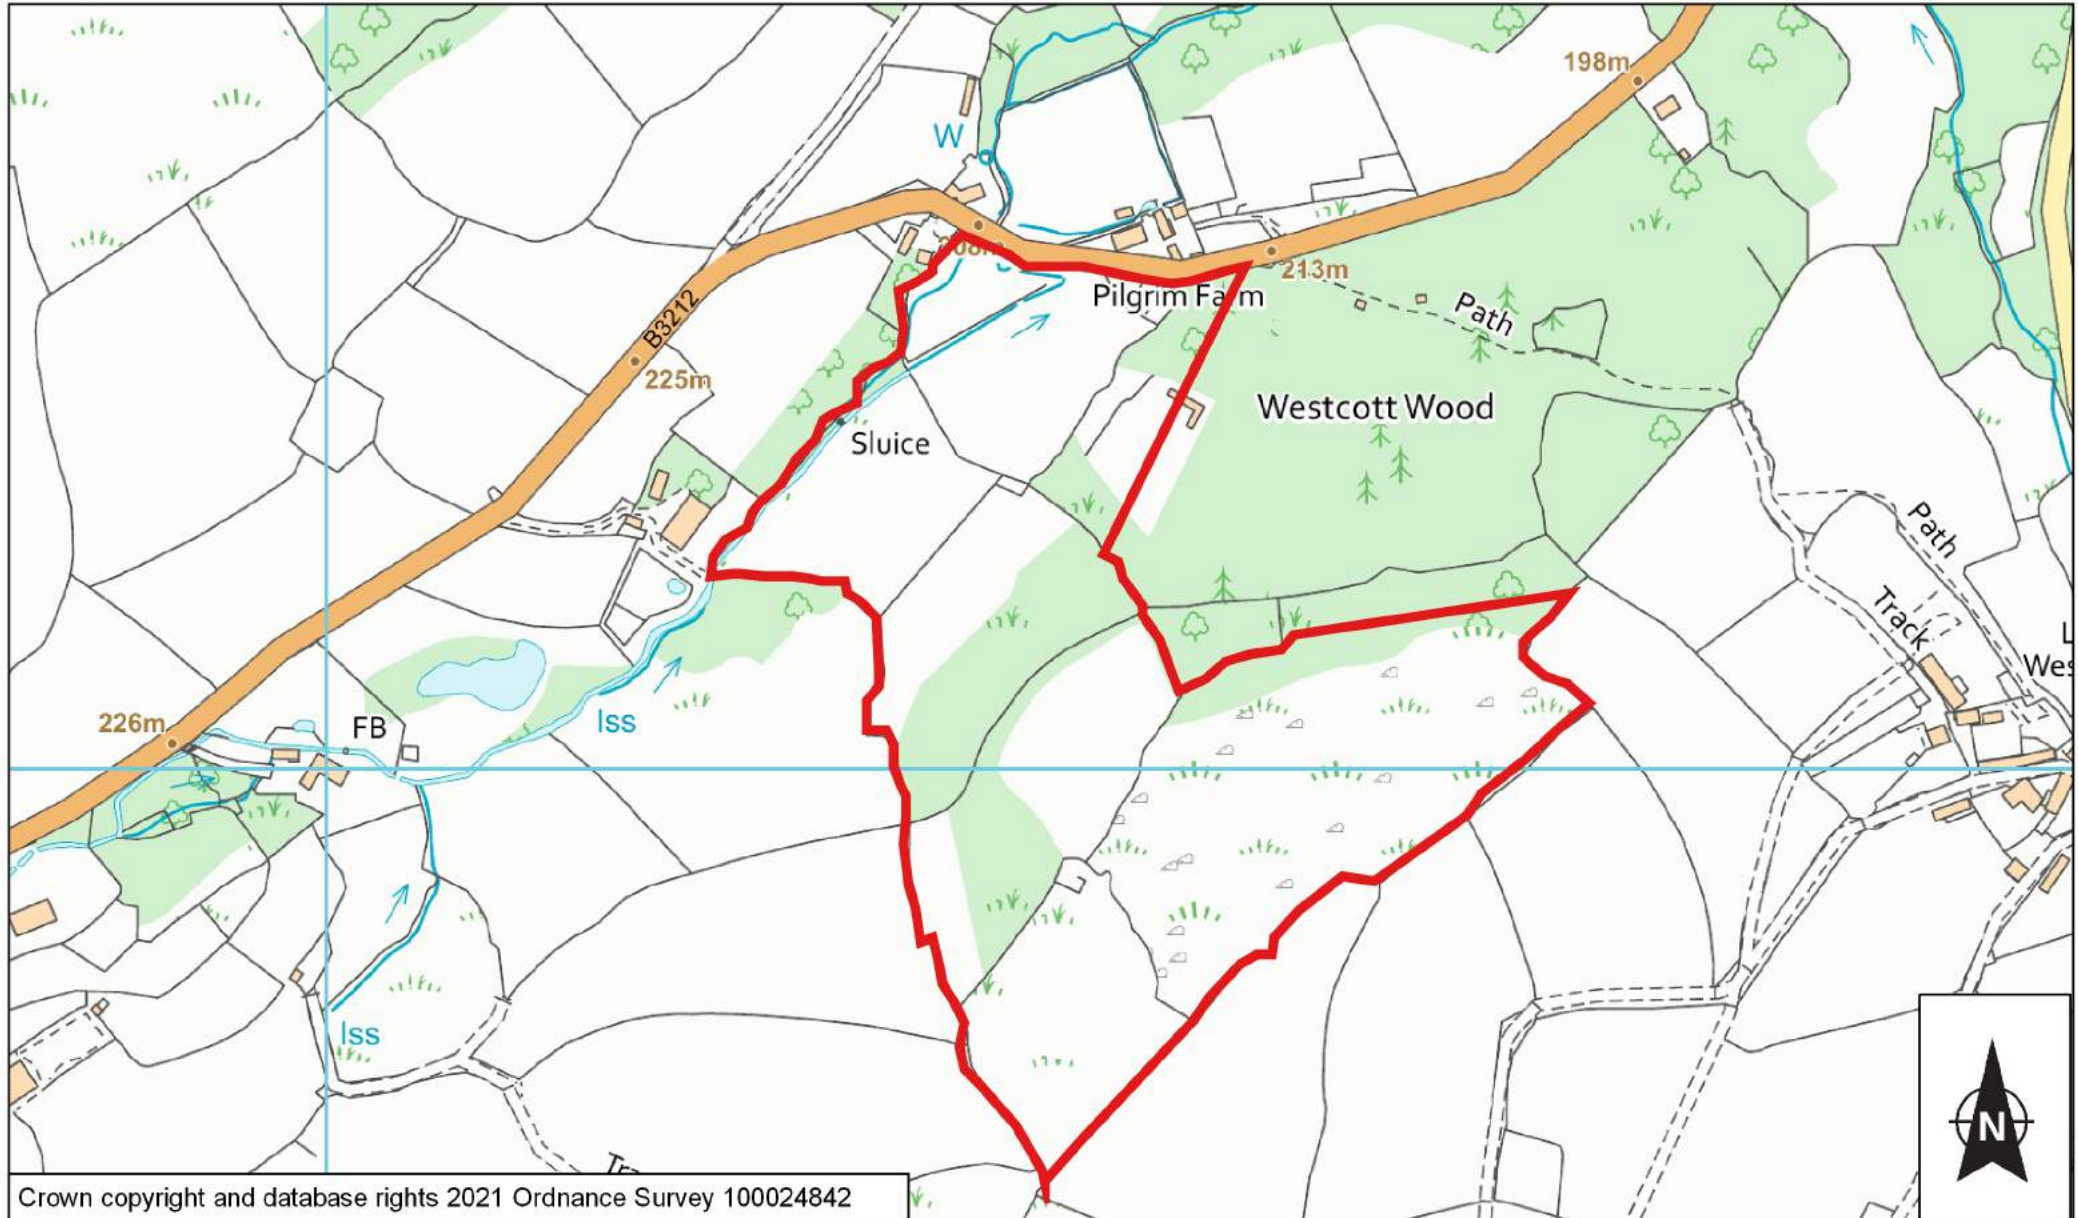 198m
W
213m
Pilgrim Farm
Path
B3212
225m
Westcott Wood
Sluice
Path
Track
226m
FB
Iss
Iss
N
Crown copyright and database rights 2021 Ordnance Survey 100024842